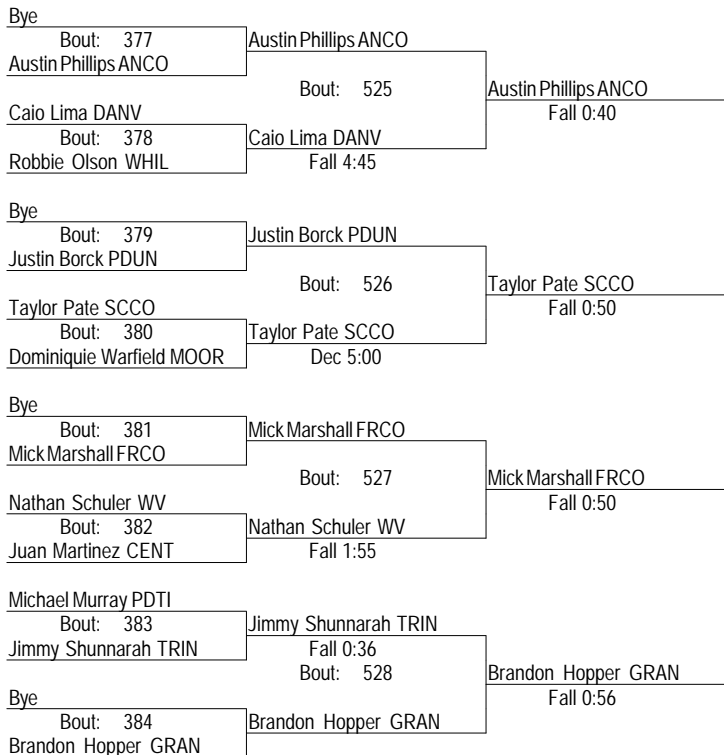 Bye
Bout: 377
Austin Phillips ANCO
Austin Phillips ANCO
Bout: 525
Austin Phillips ANCO
Fall 0:40
Caio Lima DANV
Bout: 378
Caio Lima DANV
Robbie Olson WHIL
Fall 4:45
Bye
Bout: 379
Justin Borck PDUN
Justin Borck PDUN
Bout: 526
Taylor Pate SCCO
Fall 0:50
Taylor Pate SCCO
Bout: 380
Taylor Pate SCCO
Dominiquie Warfield MOOR
Dec 5:00
Bye
Bout: 381
Mick Marshall FRCO
Mick Marshall FRCO
Bout: 527
Mick Marshall FRCO
Fall 0:50
Nathan Schuler WV
Bout: 382
Nathan Schuler WV
Juan Martinez CENT
Fall 1:55
Michael Murray PDTI
Bout: 383
Jimmy Shunnarah TRIN
Jimmy Shunnarah TRIN
Fall 0:36
Bout: 528
Brandon Hopper GRAN
Fall 0:56
Bye
Bout: 384
Brandon Hopper GRAN
Brandon Hopper GRAN